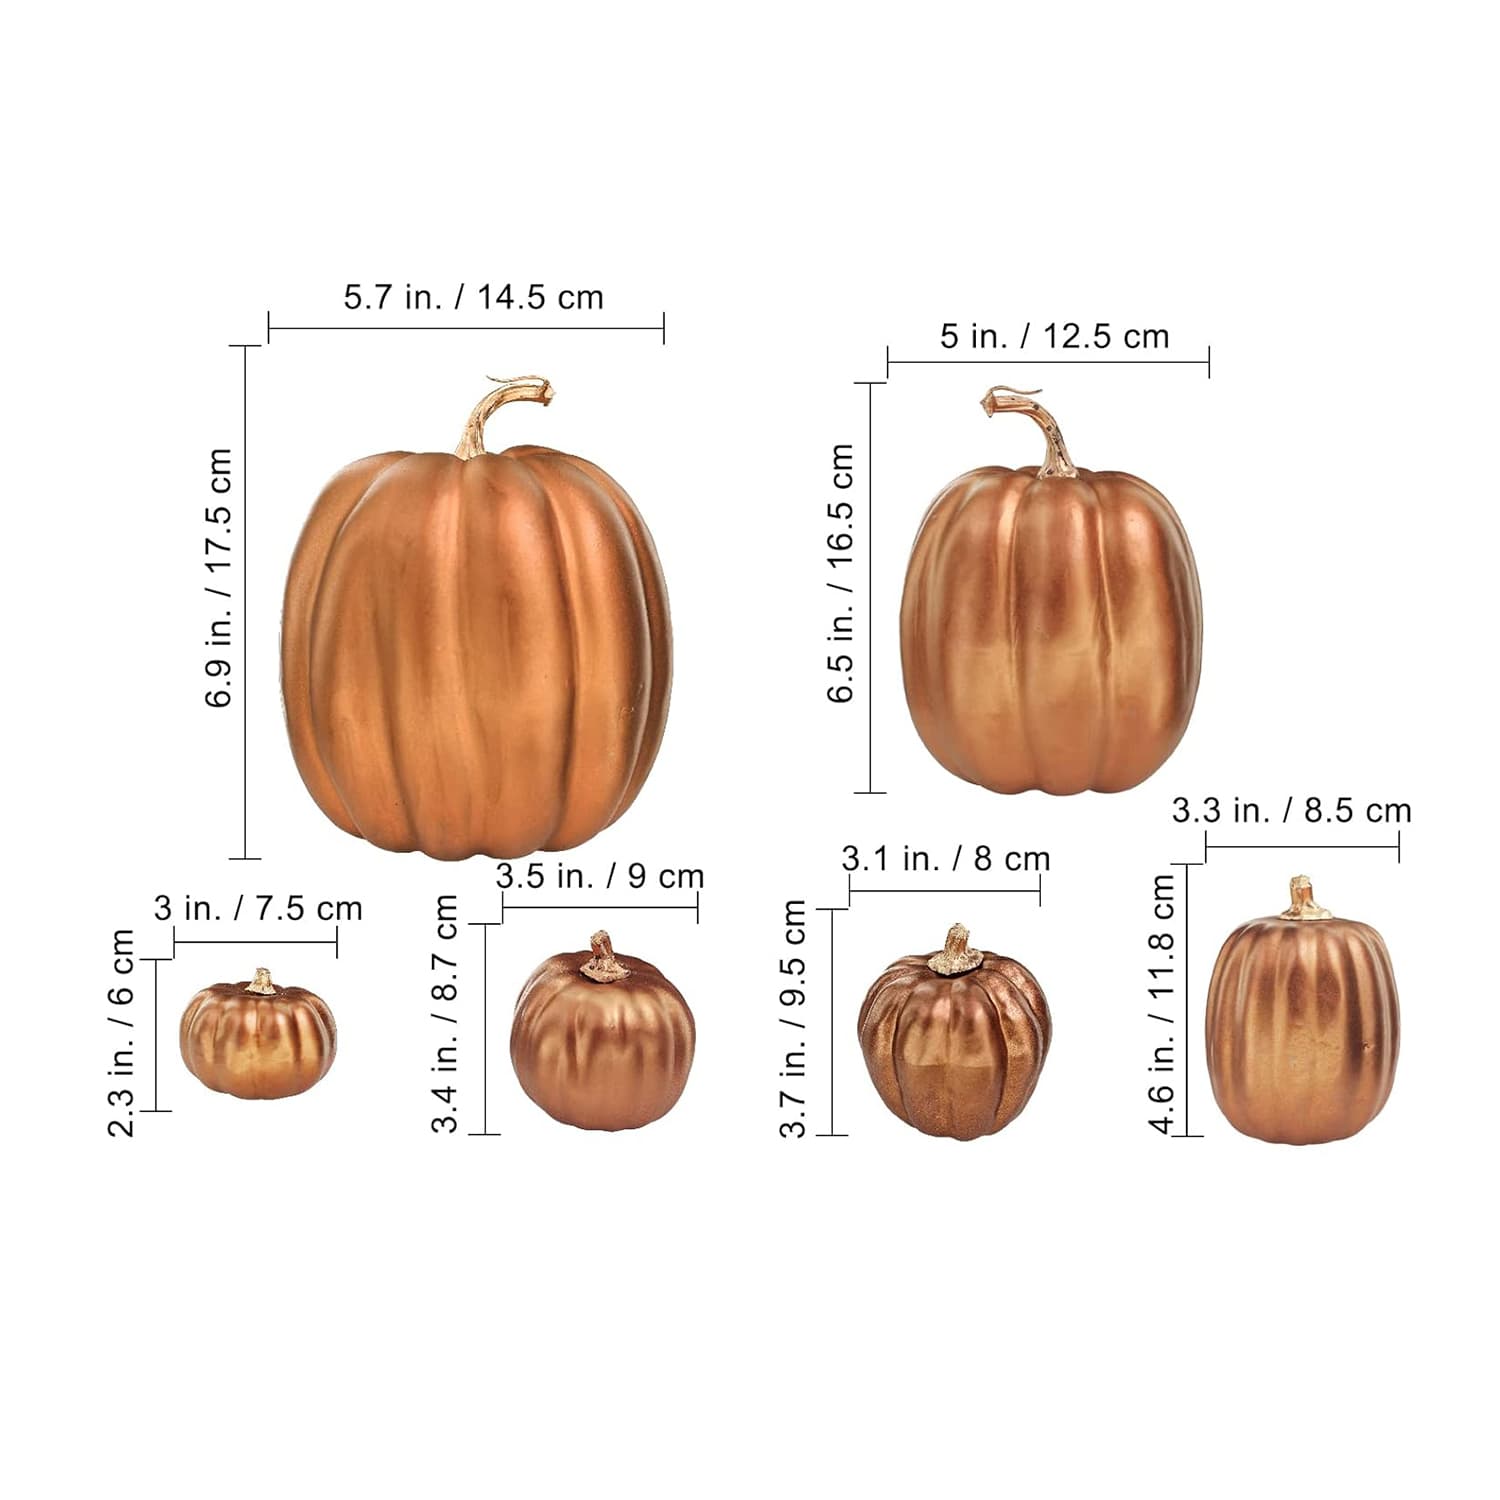 5.7 in. / 14.5 cm
6.9 in. / 17.5 cm
5 in. / 12.5 cm
6.5 in. / 16.5 cm
3 in. / 7.5 cm
2.3 in. / 6 cm
3.5 in. / 9 cm
3.4 in. / 8.7 cm
3.1 in. / 8 cm
3.7 in. / 9.5 cm
3.3 in. / 8.5 cm
4.6 in. / 11.8 cm